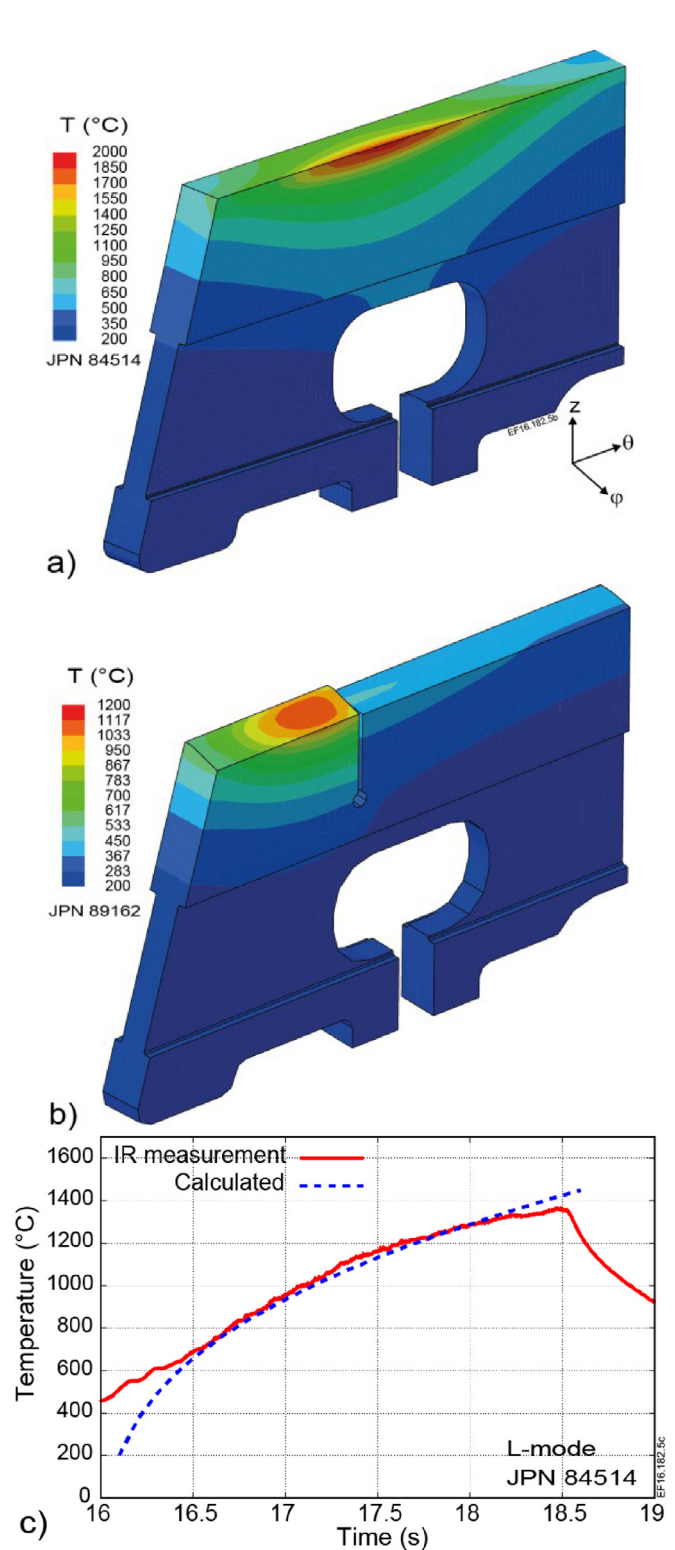 T (°C)
2000
1850
1700
1550
1400
1250
1100
950
800
650
500
350
200
JPN 84514
EF16.182.5b
z
θ
φ
a)
T (°C)
1200
1117
1033
950
867
783
700
617
533
450
367
283
200
JPN 89162
b)
1600
IR measurement
Calculated
1400
1200
1000
800
600
400
200
0
Temperature (°C)
L-mode
JPN 84514
EF16.182.5c
16
16.5
17
17.5
18
18.5
19
Time (s)
c)